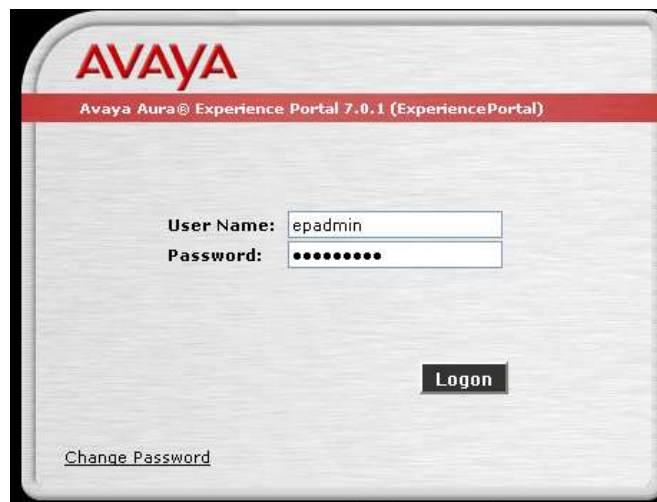 AVAYA
Avaya Aura® Experience Portal 7.0.1 (ExperiencePortal)
User Name: epadmin
Password: •••••••••
Logon
Change Password